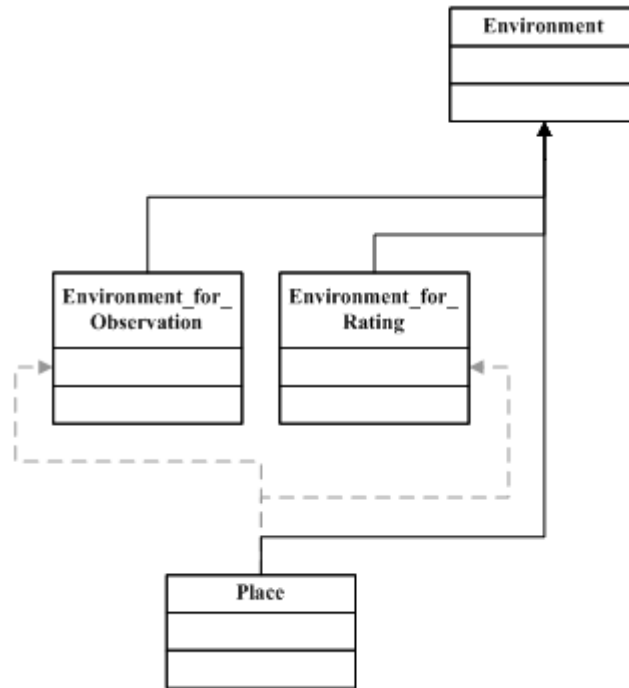 Environment
Environment_for_
Observation
Environment_for_
Rating
Place